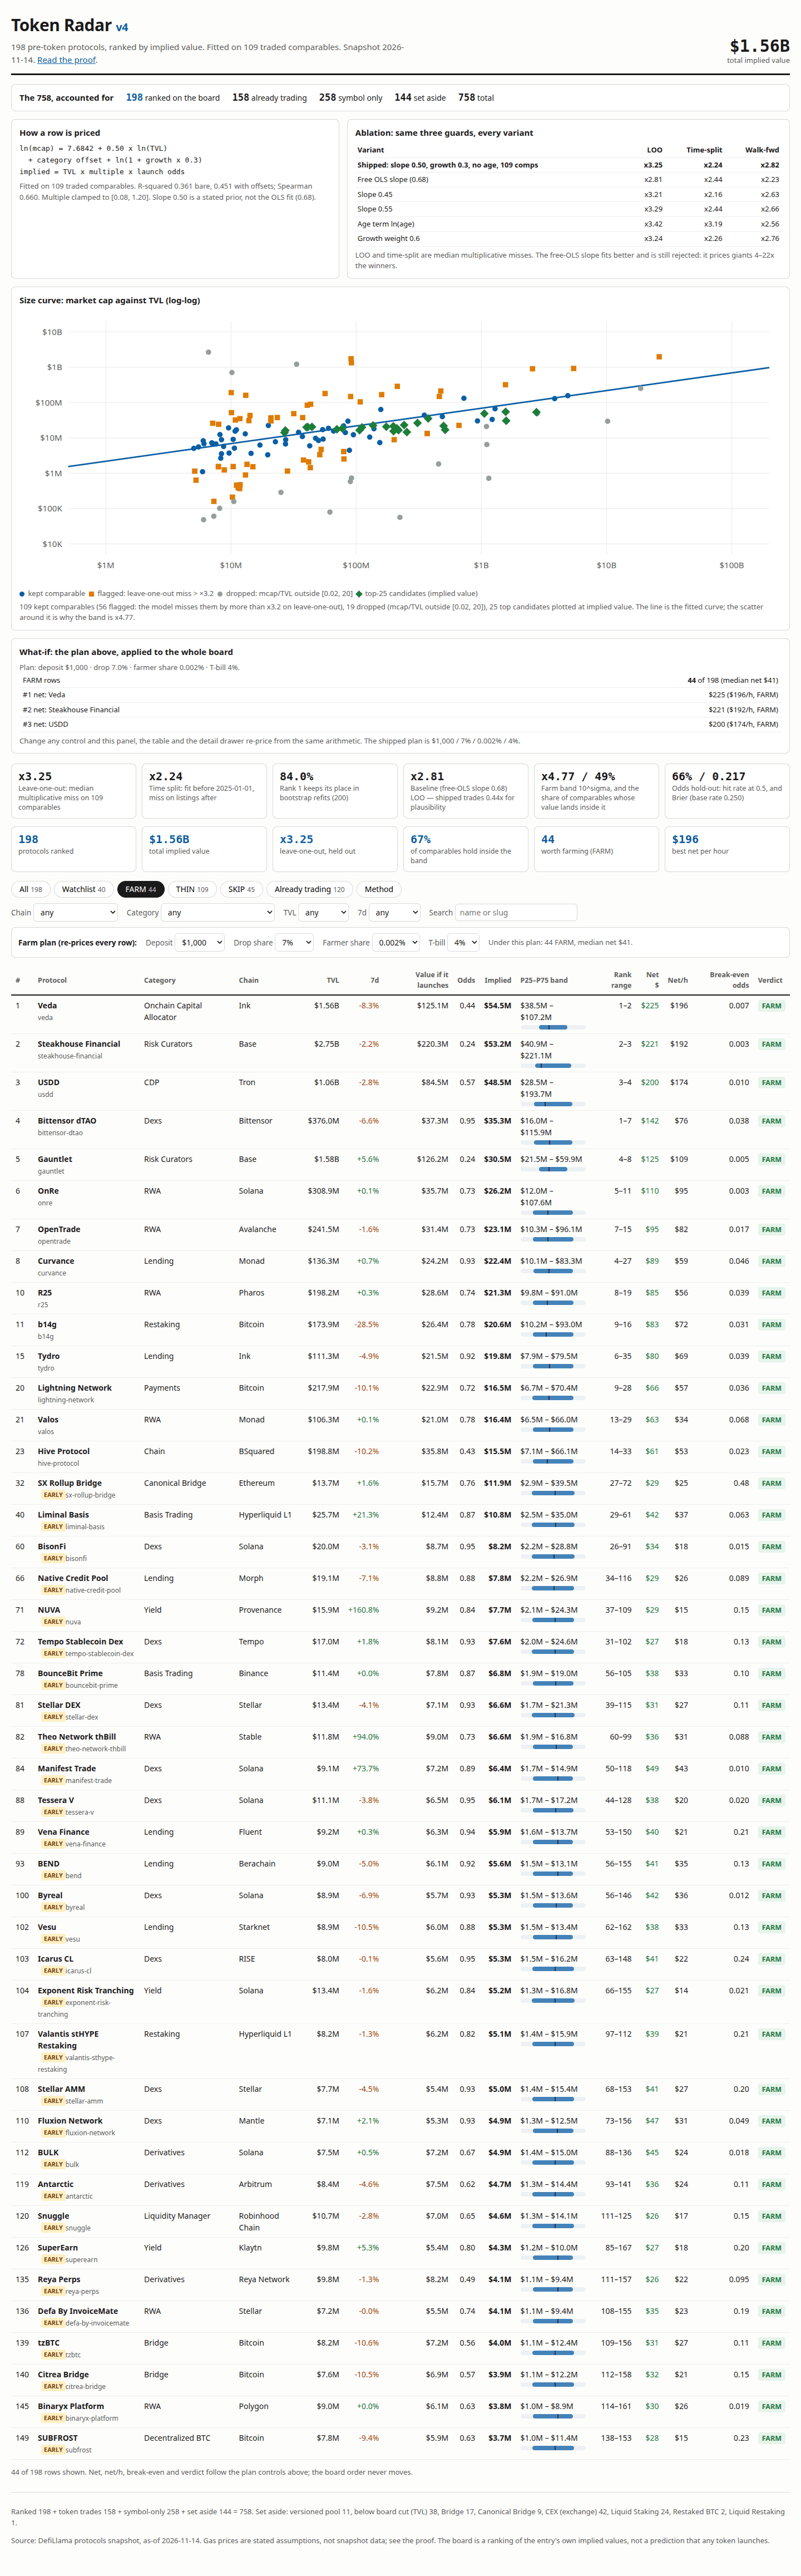 Token Radar v4
198 pre-token protocols, ranked by implied value. Fitted on 109 traded comparables. Snapshot 2026-
11-14. Read the proof.
$1.56B
total implied value
The 758, accounted for 198 ranked on the board 158 already trading 258 symbol only 144 set aside 758 total
How a row is priced
ln(mcap) = 7.6842 + 0.50 x ln(TVL)
+ category offset + ln(1 + growth x 0.3)
implied = TVL x multiple x launch odds
Fitted on 109 traded comparables. R-squared 0.361 bare, 0.451 with offsets; Spearman
0.660. Multiple clamped to [0.08, 1.20]. Slope 0.50 is a stated prior, not the OLS fit (0.68).
Ablation: same three guards, every variant
Variant LOO Time-split Walk-fwd
Shipped: slope 0.50, growth 0.3, no age, 109 comps x3.25 x2.24 x2.82
Free OLS slope (0.68) x2.81 x2.44 x2.23
Slope 0.45 x3.21 x2.16 x2.63
Slope 0.55 x3.29 x2.44 x2.66
Age term ln(age) x3.42 x3.19 x2.56
Growth weight 0.6 x3.24 x2.26 x2.76
LOO and time-split are median multiplicative misses. The free-OLS slope fits better and is still rejected: it prices giants 4–22x
the winners.
Size curve: market cap against TVL (log-log)
$10B
$1B
$100M
$10M
$1M
$100K
$10K
$1M $10M $100M $1B $10B $100B
kept comparable flagged: leave-one-out miss > ×3.2 dropped: mcap/TVL outside [0.02, 20] top-25 candidates (implied value)
109 kept comparables (56 flagged: the model misses them by more than x3.2 on leave-one-out), 19 dropped (mcap/TVL outside [0.02, 20]), 25 top candidates plotted at implied value. The line is the fitted curve; the scatter
around it is why the band is x4.77.
What-if: the plan above, applied to the whole board
Plan: deposit $1,000 · drop 7.0% · farmer share 0.002% · T-bill 4%.
FARM rows 44 of 198 (median net $41)
#1 net: Veda $225 ($196/h, FARM)
#2 net: Steakhouse Financial $221 ($192/h, FARM)
#3 net: USDD $200 ($174/h, FARM)
Change any control and this panel, the table and the detail drawer re-price from the same arithmetic. The shipped plan is $1,000 / 7% / 0.002% / 4%.
x3.25
Leave-one-out: median
multiplicative miss on 109
comparables
x2.24
Time split: fit before 2025-01-01,
miss on listings after
84.0%
Rank 1 keeps its place in
bootstrap refits (200)
x2.81
Baseline (free-OLS slope 0.68)
LOO — shipped trades 0.44x for
plausibility
x4.77 / 49%
Farm band 10^sigma, and the
share of comparables whose
value lands inside it
66% / 0.217
Odds hold-out: hit rate at 0.5, and
Brier (base rate 0.250)
198
protocols ranked
$1.56B
total implied value
x3.25
leave-one-out, held out
67%
of comparables hold inside the
band
44
worth farming (FARM)
$196
best net per hour
All 198 Watchlist 40 FARM 44 THIN 109 SKIP 45 Already trading 120 Method
Chain any Category any TVL any 7d any Search name or slug
Farm plan (re-prices every row): Deposit $1,000 Drop share 7% Farmer share 0.002% T-bill 4% Under this plan: 44 FARM, median net $41.
# Protocol Category Chain TVL 7d Value if it launches Odds Implied P25–P75 band Rank range Net $ Net/h Break-even odds Verdict
1 Veda Onchain Capital Allocator Ink $1.56B -8.3% $125.1M 0.44 $54.5M $38.5M – $107.2M 1–2 $225 $196 0.007 FARM
veda
2 Steakhouse Financial Risk Curators Base $2.75B -2.2% $220.3M 0.24 $53.2M $40.9M – $221.1M 2–3 $221 $192 0.003 FARM
steakhouse-financial
3 USDD CDP Tron $1.06B -2.8% $84.5M 0.57 $48.5M $28.5M – $193.7M 3–4 $200 $174 0.010 FARM
usdd
4 Bittensor dTAO Dexs Bittensor $376.0M -6.6% $37.3M 0.95 $35.3M $16.0M – $115.9M 1–7 $142 $76 0.038 FARM
bittensor-dtao
5 Gauntlet Risk Curators Base $1.58B +5.6% $126.2M 0.24 $30.5M $21.5M – $59.9M 4–8 $125 $109 0.005 FARM
gauntlet
6 OnRe RWA Solana $308.9M +0.1% $35.7M 0.73 $26.2M $12.0M – $107.6M 5–11 $110 $95 0.003 FARM
onre
7 OpenTrade RWA Avalanche $241.5M -1.6% $31.4M 0.73 $23.1M $10.3M – $96.1M 7–15 $95 $82 0.017 FARM
opentrade
8 Curvance Lending Monad $136.3M +0.7% $24.2M 0.93 $22.4M $10.1M – $83.3M 4–27 $89 $59 0.046 FARM
curvance
10 R25 RWA Pharos $198.2M +0.3% $28.6M 0.74 $21.3M $9.8M – $91.0M 8–19 $85 $56 0.039 FARM
r25
11 b14g Restaking Bitcoin $173.9M -28.5% $26.4M 0.78 $20.6M $10.2M – $93.0M 9–16 $83 $72 0.031 FARM
b14g
15 Tydro Lending Ink $111.3M -4.9% $21.5M 0.92 $19.8M $7.9M – $79.5M 6–35 $80 $69 0.039 FARM
tydro
20 Lightning Network Payments Bitcoin $217.9M -10.1% $22.9M 0.72 $16.5M $6.7M – $70.4M 9–28 $66 $57 0.036 FARM
lightning-network
21 Valos RWA Monad $106.3M +0.1% $21.0M 0.78 $16.4M $6.5M – $66.0M 13–29 $63 $34 0.068 FARM
valos
23 Hive Protocol Chain BSquared $198.8M -10.2% $35.8M 0.43 $15.5M $7.1M – $66.1M 14–33 $61 $53 0.023 FARM
hive-protocol
32 SX Rollup Bridge Canonical Bridge Ethereum $13.7M +1.6% $15.7M 0.76 $11.9M $2.9M – $39.5M 27–72 $29 $25 0.48 FARM
EARLY sx-rollup-bridge
40 Liminal Basis Basis Trading Hyperliquid L1 $25.7M +21.3% $12.4M 0.87 $10.8M $2.5M – $35.0M 29–61 $42 $37 0.063 FARM
EARLY liminal-basis
60 BisonFi Dexs Solana $20.0M -3.1% $8.7M 0.95 $8.2M $2.2M – $28.8M 26–91 $34 $18 0.015 FARM
EARLY bisonfi
66 Native Credit Pool Lending Morph $19.1M -7.1% $8.8M 0.88 $7.8M $2.2M – $26.9M 34–116 $29 $26 0.089 FARM
EARLY native-credit-pool
71 NUVA Yield Provenance $15.9M +160.8% $9.2M 0.84 $7.7M $2.1M – $24.3M 37–109 $29 $15 0.15 FARM
EARLY nuva
72 Tempo Stablecoin Dex Dexs Tempo $17.0M +1.8% $8.1M 0.93 $7.6M $2.0M – $24.6M 31–102 $27 $18 0.13 FARM
EARLY tempo-stablecoin-dex
78 BounceBit Prime Basis Trading Binance $11.4M +0.0% $7.8M 0.87 $6.8M $1.9M – $19.0M 56–105 $38 $33 0.10 FARM
EARLY bouncebit-prime
81 Stellar DEX Dexs Stellar $13.4M -4.1% $7.1M 0.93 $6.6M $1.7M – $21.3M 39–115 $31 $27 0.11 FARM
EARLY stellar-dex
82 Theo Network thBill RWA Stable $11.8M +94.0% $9.0M 0.73 $6.6M $1.9M – $16.8M 60–99 $36 $31 0.088 FARM
EARLY theo-network-thbill
84 Manifest Trade Dexs Solana $9.1M +73.7% $7.2M 0.89 $6.4M $1.7M – $14.9M 50–118 $49 $43 0.010 FARM
EARLY manifest-trade
88 Tessera V Dexs Solana $11.1M -3.8% $6.5M 0.95 $6.1M $1.7M – $17.2M 44–128 $38 $20 0.020 FARM
EARLY tessera-v
89 Vena Finance Lending Fluent $9.2M +0.3% $6.3M 0.94 $5.9M $1.6M – $13.7M 53–150 $40 $21 0.21 FARM
EARLY vena-finance
93 BEND Lending Berachain $9.0M -5.0% $6.1M 0.92 $5.6M $1.5M – $13.1M 56–155 $41 $35 0.13 FARM
EARLY bend
100 Byreal Dexs Solana $8.9M -6.9% $5.7M 0.93 $5.3M $1.5M – $13.6M 56–146 $42 $36 0.012 FARM
EARLY byreal
102 Vesu Lending Starknet $8.9M -10.5% $6.0M 0.88 $5.3M $1.5M – $13.4M 62–162 $38 $33 0.13 FARM
EARLY vesu
103 Icarus CL Dexs RISE $8.0M -0.1% $5.6M 0.95 $5.3M $1.5M – $16.2M 63–148 $41 $22 0.24 FARM
EARLY icarus-cl
104 Exponent Risk Tranching Yield Solana $13.4M -1.6% $6.2M 0.84 $5.2M $1.3M – $16.8M 66–155 $27 $14 0.021 FARM
EARLY exponent-risk-
tranching
107 Valantis stHYPE Restaking Restaking Hyperliquid L1 $8.2M -1.3% $6.2M 0.82 $5.1M $1.4M – $15.9M 97–112 $39 $21 0.21 FARM
EARLY valantis-sthype-
restaking
108 Stellar AMM Dexs Stellar $7.7M -4.5% $5.4M 0.93 $5.0M $1.4M – $15.4M 68–153 $41 $27 0.20 FARM
EARLY stellar-amm
110 Fluxion Network Dexs Mantle $7.1M +2.1% $5.3M 0.93 $4.9M $1.3M – $12.5M 73–156 $47 $31 0.049 FARM
EARLY fluxion-network
112 BULK Derivatives Solana $7.5M +0.5% $7.2M 0.67 $4.9M $1.4M – $15.0M 88–136 $45 $24 0.018 FARM
EARLY bulk
119 Antarctic Derivatives Arbitrum $8.4M -4.6% $7.5M 0.62 $4.7M $1.3M – $14.4M 93–141 $36 $24 0.11 FARM
EARLY antarctic
120 Snuggle Liquidity Manager Robinhood Chain $10.7M -2.8% $7.0M 0.65 $4.6M $1.3M – $14.1M 111–125 $26 $17 0.15 FARM
EARLY snuggle
126 SuperEarn Yield Klaytn $9.8M +5.3% $5.4M 0.80 $4.3M $1.2M – $10.0M 85–167 $27 $18 0.20 FARM
EARLY superearn
135 Reya Perps Derivatives Reya Network $9.8M -1.3% $8.2M 0.49 $4.1M $1.1M – $9.4M 111–157 $26 $22 0.095 FARM
EARLY reya-perps
136 Defa By InvoiceMate RWA Stellar $7.2M -0.0% $5.5M 0.74 $4.1M $1.1M – $9.4M 108–155 $35 $23 0.19 FARM
EARLY defa-by-invoicemate
139 tzBTC Bridge Bitcoin $8.2M -10.6% $7.2M 0.56 $4.0M $1.1M – $12.4M 109–156 $31 $27 0.11 FARM
EARLY tzbtc
140 Citrea Bridge Bridge Bitcoin $7.6M -10.5% $6.9M 0.57 $3.9M $1.1M – $12.2M 112–158 $32 $21 0.15 FARM
EARLY citrea-bridge
145 Binaryx Platform RWA Polygon $9.0M +0.0% $6.1M 0.63 $3.8M $1.0M – $8.9M 114–161 $30 $26 0.019 FARM
EARLY binaryx-platform
149 SUBFROST Decentralized BTC Bitcoin $7.8M -9.4% $5.9M 0.63 $3.7M $1.0M – $11.4M 138–153 $28 $15 0.23 FARM
EARLY subfrost
44 of 198 rows shown. Net, net/h, break-even and verdict follow the plan controls above; the board order never moves.
Ranked 198 + token trades 158 + symbol-only 258 + set aside 144 = 758. Set aside: versioned pool 11, below board cut (TVL) 38, Bridge 17, Canonical Bridge 9, CEX (exchange) 42, Liquid Staking 24, Restaked BTC 2, Liquid Restaking
1.
Source: DefiLlama protocols snapshot, as-of 2026-11-14. Gas prices are stated assumptions, not snapshot data; see the proof. The board is a ranking of the entry's own implied values, not a prediction that any token launches.